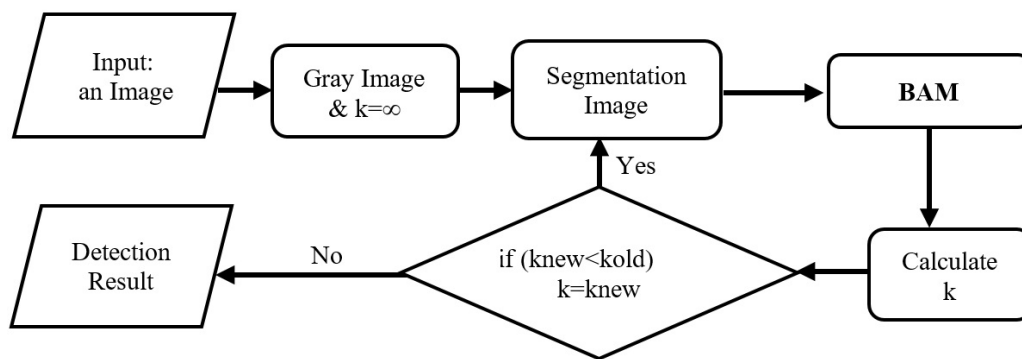 Input:
an Image
Gray Image
& k=∞
Segmentation
Image
BAM
Yes
Detection
Result
No
if (knew<kold)
k=knew
Calculate
k